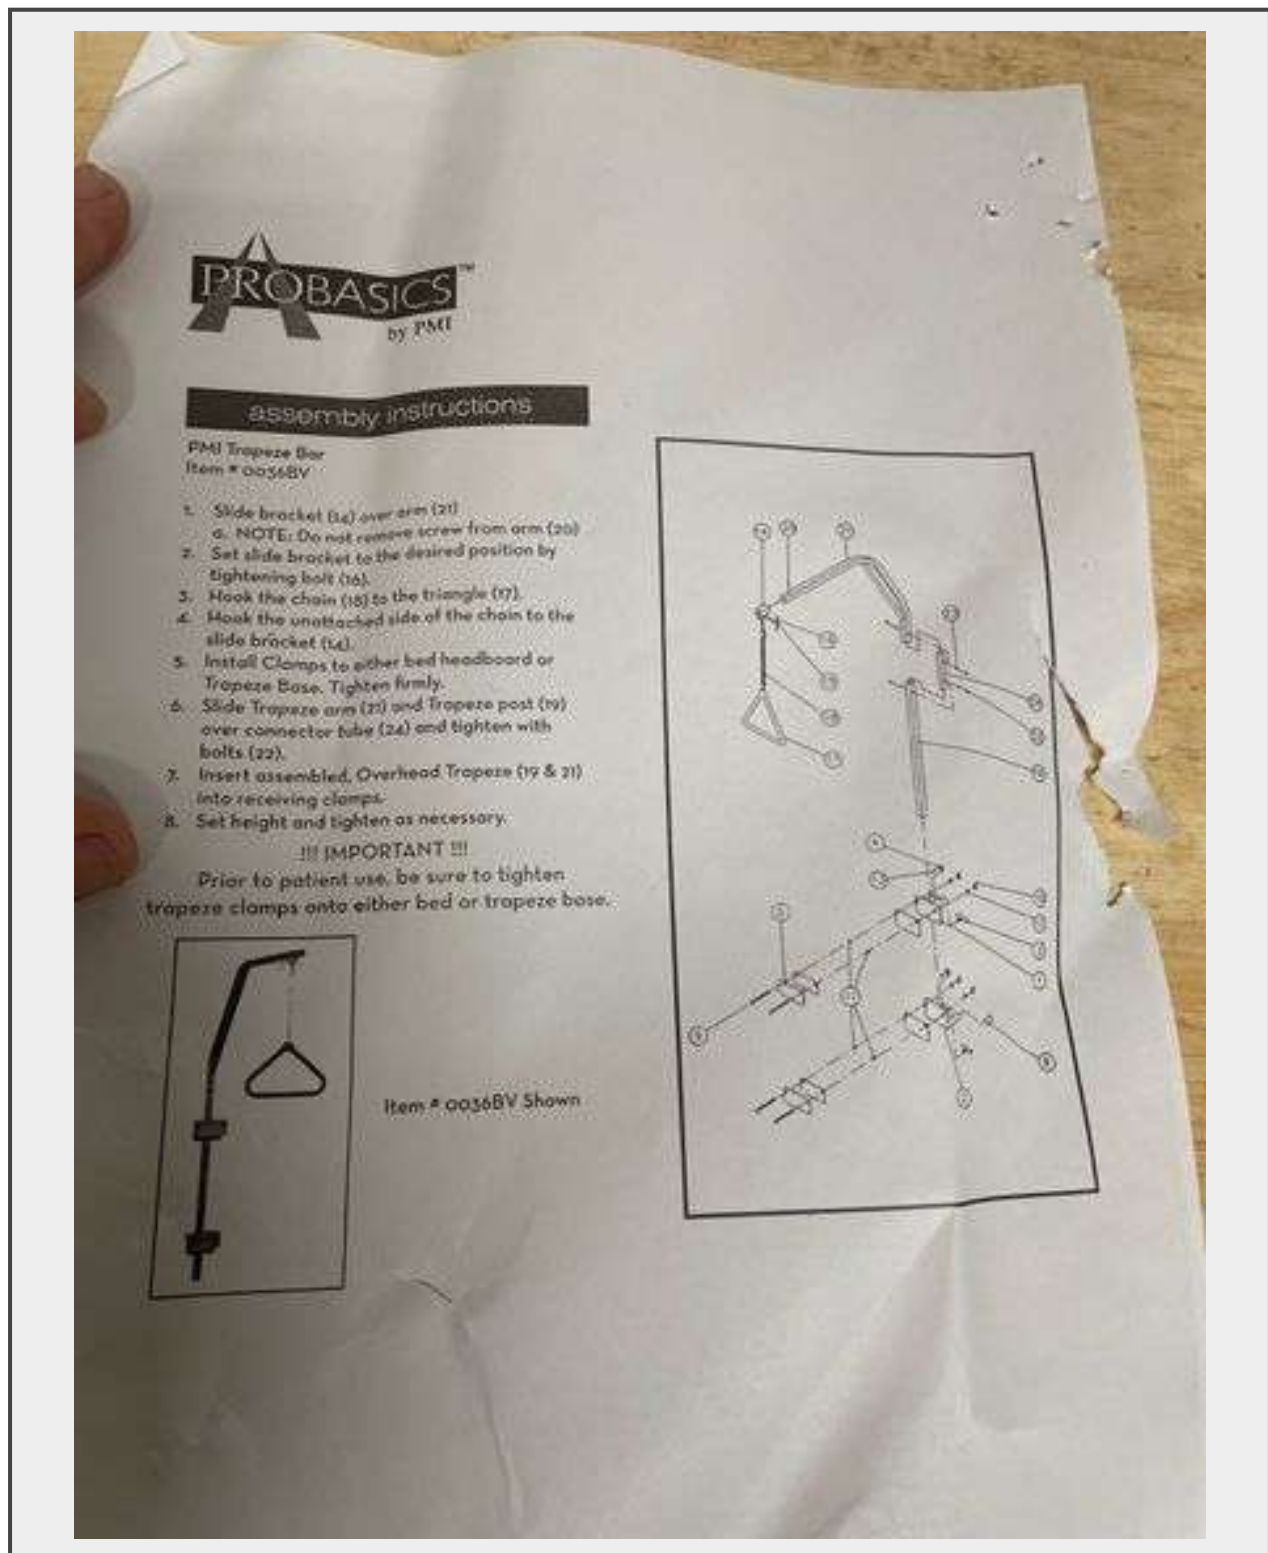 PROBASICS™
by PMI
assembly instructions
PMI Trapeze Bar
Item # 0036BV
1. Slide bracket (14) over arm (21)
a. NOTE: Do not remove screw from arm (20)
2. Set slide bracket to the desired position by
tightening bolt (16).
3. Hook the chain (18) to the triangle (17).
4. Hook the unattached side of the chain to the
slide bracket (14).
5. Install Clamps to either bed headboard or
Trapeze Base. Tighten firmly.
6. Slide Trapeze arm (21) and Trapeze post (19)
over connector tube (24) and tighten with
bolts (22).
7. Insert assembled, Overhead Trapeze (19 & 21)
into receiving clamps.
8. Set height and tighten as necessary.
!!! IMPORTANT !!!
Prior to patient use, be sure to tighten
trapeze clamps onto either bed or trapeze base.
Item # 0036BV Shown